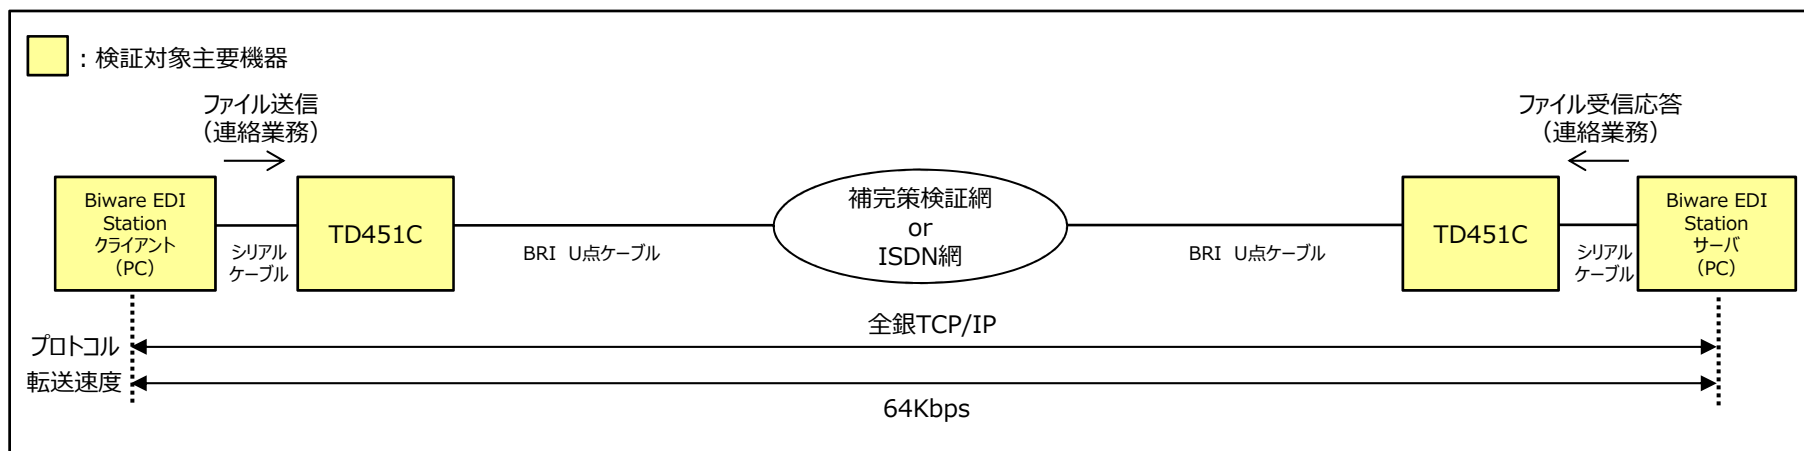 ：検証対象主要機器
ファイル送信
（連絡業務）
ファイル受信応答
（連絡業務）
Biware EDI
Station
クライアント
（PC）
シリアル
ケーブル
TD451C
BRI U点ケーブル
補完策検証網
or
ISDN網
BRI U点ケーブル
TD451C
シリアル
ケーブル
Biware EDI
Station
サーバ
（PC）
プロトコル
全銀TCP/IP
転送速度
64Kbps